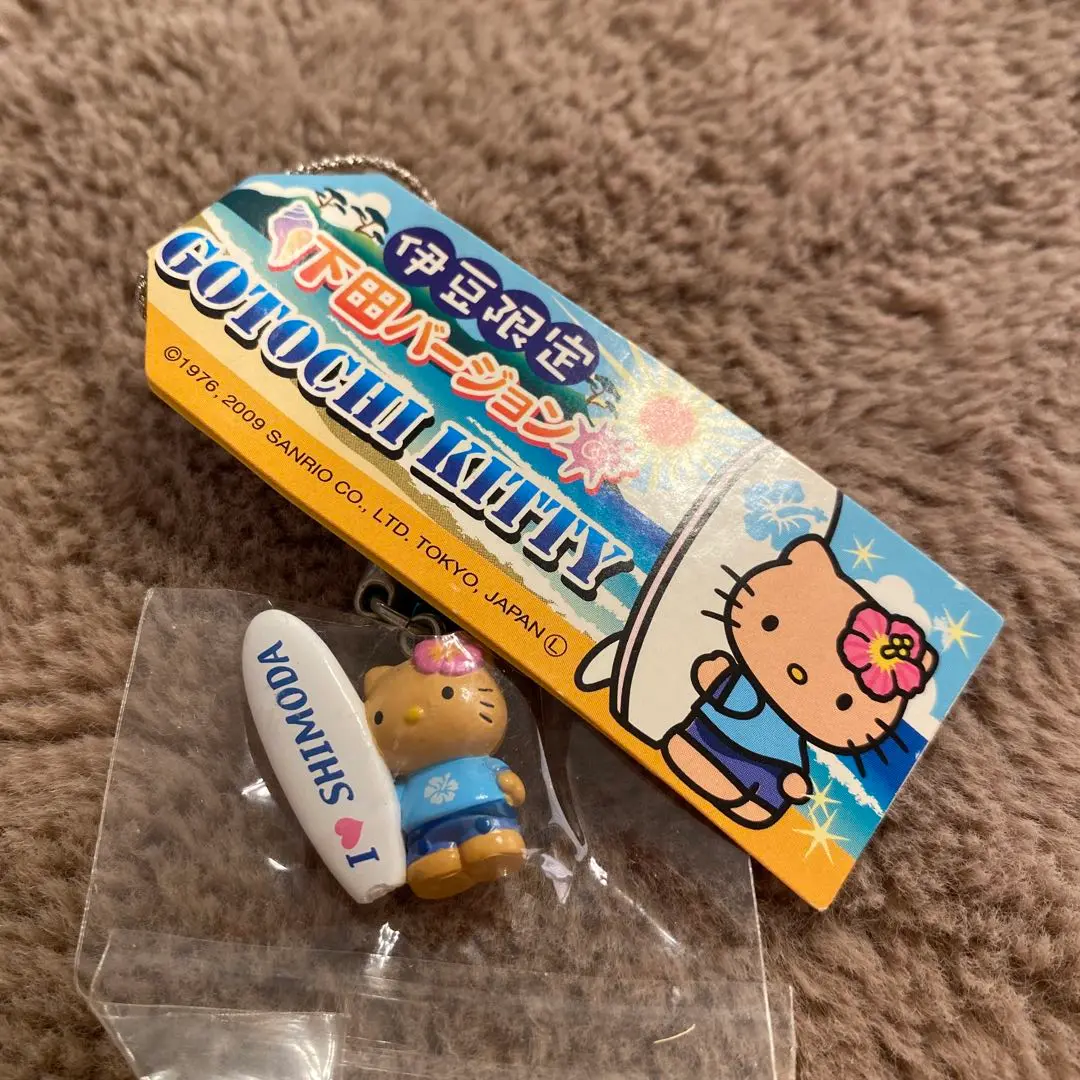 伊豆限定
下田バージョン
GOTOCHI KITTY
©1976, 2009 SANRIO CO., LTD. TOKYO, JAPAN Ⓛ
I ♥ SHIMODA